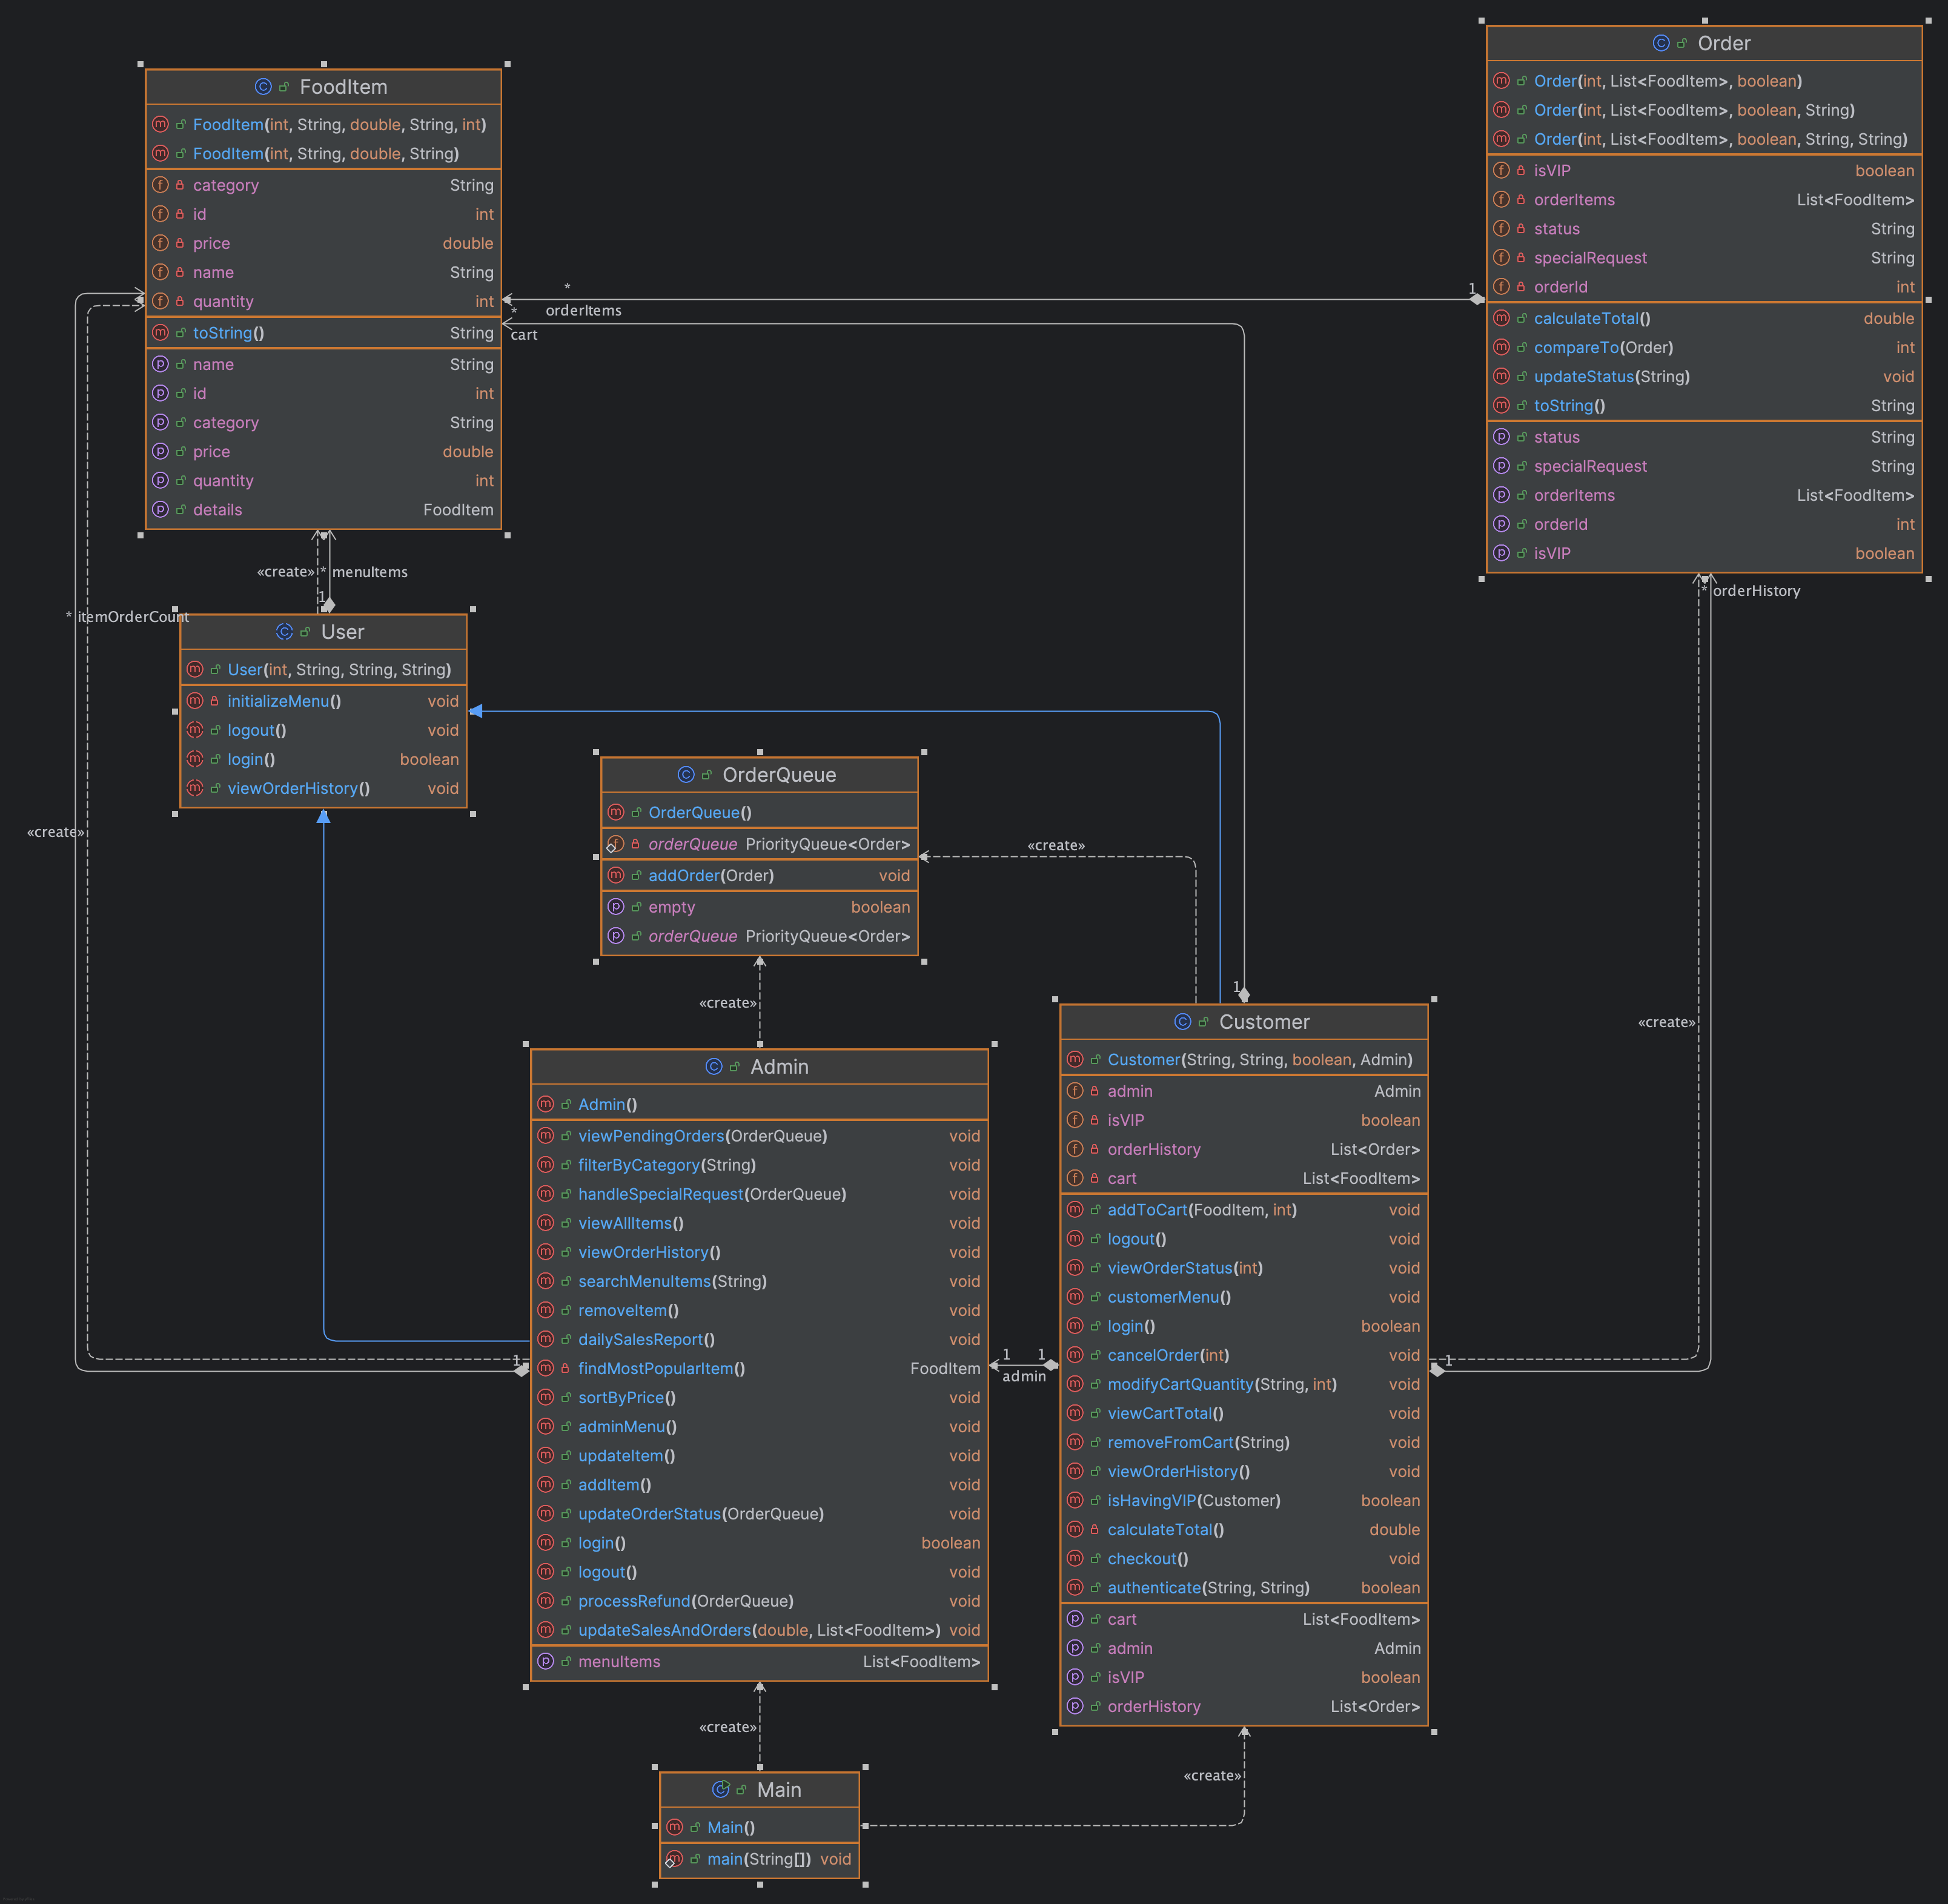 Order
Order(int, List<FoodItem>, boolean)
Order(int, List<FoodItem>, boolean, String)
Order(int, List<FoodItem>, boolean, String, String)
isVIP boolean
orderItems List<FoodItem>
status String
specialRequest String
orderId int
calculateTotal() double
compareTo(Order) int
updateStatus(String) void
toString() String
status String
specialRequest String
orderItems List<FoodItem>
orderId int
isVIP boolean
FoodItem
FoodItem(int, String, double, String, int)
FoodItem(int, String, double, String)
category String
id int
price double
name String
quantity int
toString() String
name String
id int
category String
price double
quantity int
details FoodItem
* 1
orderItems
*
cart
«create» * menuItems
1
* itemOrderCount
* orderHistory
User
User(int, String, String, String)
initializeMenu() void
logout() void
login() boolean
viewOrderHistory() void
«create»
OrderQueue
OrderQueue()
orderQueue PriorityQueue<Order>
addOrder(Order) void
empty boolean
orderQueue PriorityQueue<Order>
«create»
«create»
1
«create»
Admin
Admin()
viewPendingOrders(OrderQueue) void
filterByCategory(String) void
handleSpecialRequest(OrderQueue) void
viewAllItems() void
viewOrderHistory() void
searchMenuItems(String) void
removeItem() void
dailySalesReport() void
findMostPopularItem() FoodItem
sortByPrice() void
adminMenu() void
updateItem() void
addItem() void
updateOrderStatus(OrderQueue) void
login() boolean
logout() void
processRefund(OrderQueue) void
updateSalesAndOrders(double, List<FoodItem>) void
menuItems List<FoodItem>
1
1 1
admin
1
Customer
Customer(String, String, boolean, Admin)
admin Admin
isVIP boolean
orderHistory List<Order>
cart List<FoodItem>
addToCart(FoodItem, int) void
logout() void
viewOrderStatus(int) void
customerMenu() void
login() boolean
cancelOrder(int) void
modifyCartQuantity(String, int) void
viewCartTotal() void
removeFromCart(String) void
viewOrderHistory() void
isHavingVIP(Customer) boolean
calculateTotal() double
checkout() void
authenticate(String, String) boolean
cart List<FoodItem>
admin Admin
isVIP boolean
orderHistory List<Order>
«create»
«create»
Main
Main()
main(String[]) void